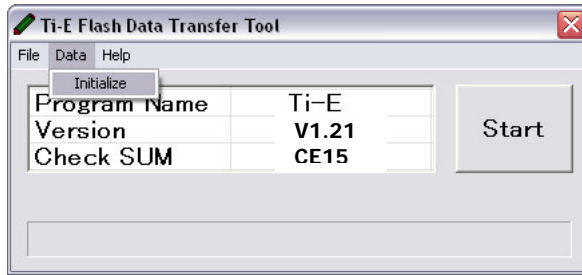 Ti-E Flash Data Transfer Tool
File Data Help
Initialize
Program Name Ti-E
Version V1.21
Check SUM CE15
Start